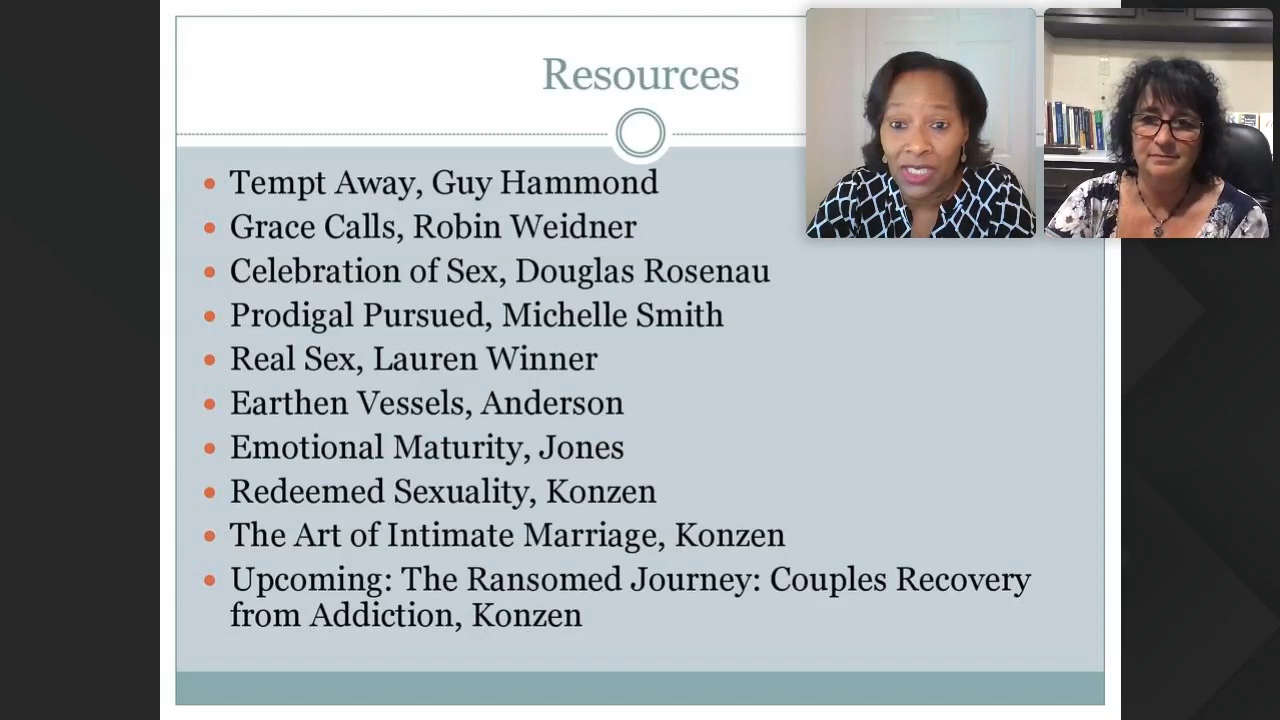 Resources
Tempt Away, Guy Hammond
Grace Calls, Robin Weidner
Celebration of Sex, Douglas Rosenau
Prodigal Pursued, Michelle Smith
Real Sex, Lauren Winner
Earthen Vessels, Anderson
Emotional Maturity, Jones
Redeemed Sexuality, Konzen
The Art of Intimate Marriage, Konzen
Upcoming: The Ransomed Journey: Couples Recovery
from Addiction, Konzen